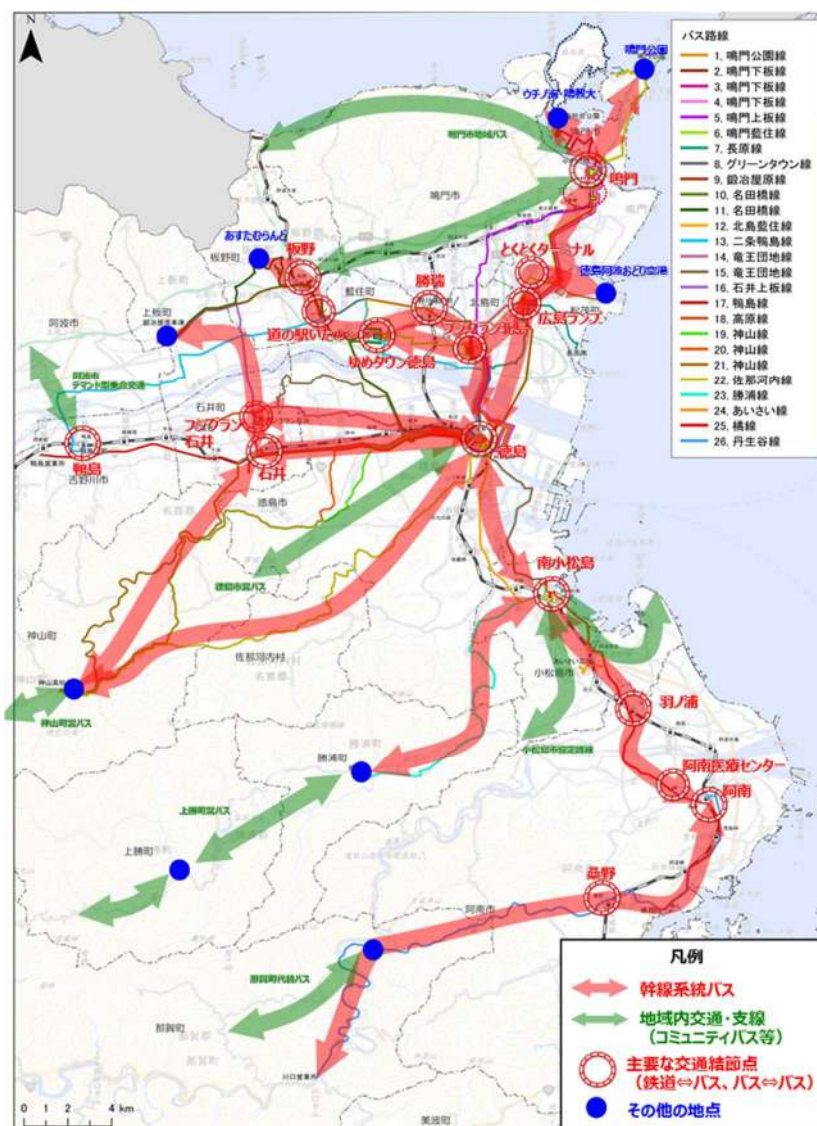 鳴門公園
ウチノ海・鳴教大
鳴門市地域バス
鳴門
鳴門市
あすたむらんど
板野
とくとくターミナル
徳島阿波おどり空港
板野町
勝瑞
上板町
藍住町
北島町
松茂町
広島ランプ
道の駅いたの
ゆめタウン徳島
フジグラン北島
阿波市
阿波市
デマンド型乗合交通
石井町
フジグラン
石井
石井
鴨島
鴨島営業所
吉野川市
徳島
徳島市
徳島市営バス
南小松島
神山町
佐那河内村
神山高校
神山町営バス
小松島市
小松島市協定路線
羽ノ浦
勝浦町
阿南医療センター
阿南
上勝町営バス
上勝町
桑野
阿南市
那賀町代替バス
那賀町
川口営業所
美波町
0 1 2 4 km
バス路線
1. 鳴門公園線
2. 鳴門下板線
3. 鳴門下板線
4. 鳴門下板線
5. 鳴門上板線
6. 鳴門藍住線
7. 長原線
8. グリーンタウン線
9. 鍛冶屋原線
10. 名田橋線
11. 名田橋線
12. 北島藍住線
13. 二条鴨島線
14. 竜王団地線
15. 竜王団地線
16. 石井上板線
17. 鴨島線
18. 高原線
19. 神山線
20. 神山線
21. 神山線
22. 佐那河内線
23. 勝浦線
24. あいさい線
25. 橘線
26. 丹生谷線
凡例
幹線系統バス
地域内交通・支線
（コミュニティバス等）
主要な交通結節点
（鉄道⇔バス、バス⇔バス）
その他の地点